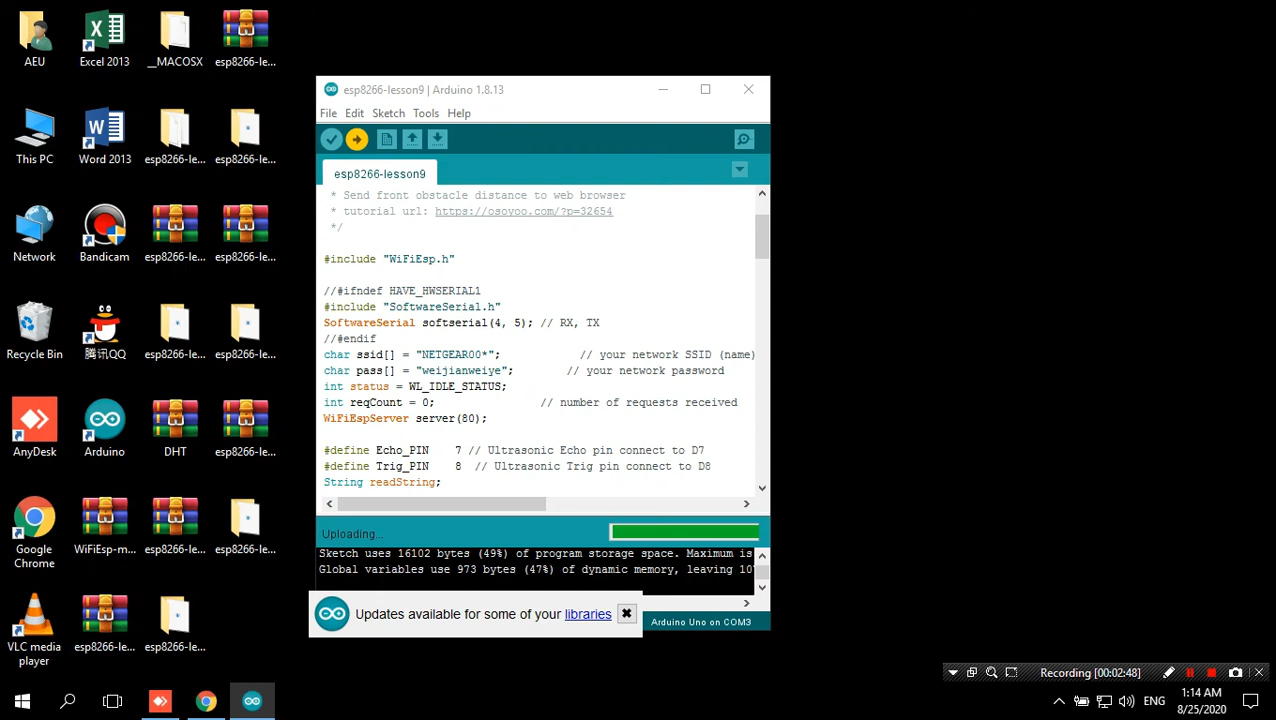 AEU
Excel 2013
__MACOSX
esp8266-le...
This PC
Word 2013
esp8266-le...
esp8266-le...
Network
Bandicam
esp8266-le...
esp8266-le...
Recycle Bin
腾讯QQ
esp8266-le...
esp8266-le...
AnyDesk
Arduino
DHT
esp8266-le...
Google
Chrome
WiFiEsp-m...
esp8266-le...
esp8266-le...
VLC media
player
esp8266-le...
esp8266-le...
esp8266-lesson9 | Arduino 1.8.13
File Edit Sketch Tools Help
esp8266-lesson9
* Send front obstacle distance to web browser
* tutorial url: https://osoyoo.com/?p=32654
*/
#include "WiFiEsp.h"
//#ifndef HAVE_HWSERIAL1
#include "SoftwareSerial.h"
SoftwareSerial softserial(4, 5); // RX, TX
//#endif
char ssid[] = "NETGEAR00*"; // your network SSID (name)
char pass[] = "weijianweiye"; // your network password
int status = WL_IDLE_STATUS;
int reqCount = 0; // number of requests received
WiFiEspServer server(80);
#define Echo_PIN 7 // Ultrasonic Echo pin connect to D7
#define Trig_PIN 8 // Ultrasonic Trig pin connect to D8
String readString;
Uploading...
Sketch uses 16102 bytes (49%) of program storage space. Maximum is
Global variables use 973 bytes (47%) of dynamic memory, leaving 10
Updates available for some of your libraries
Arduino Uno on COM3
Recording [00:02:48]
ENG
1:14 AM
8/25/2020